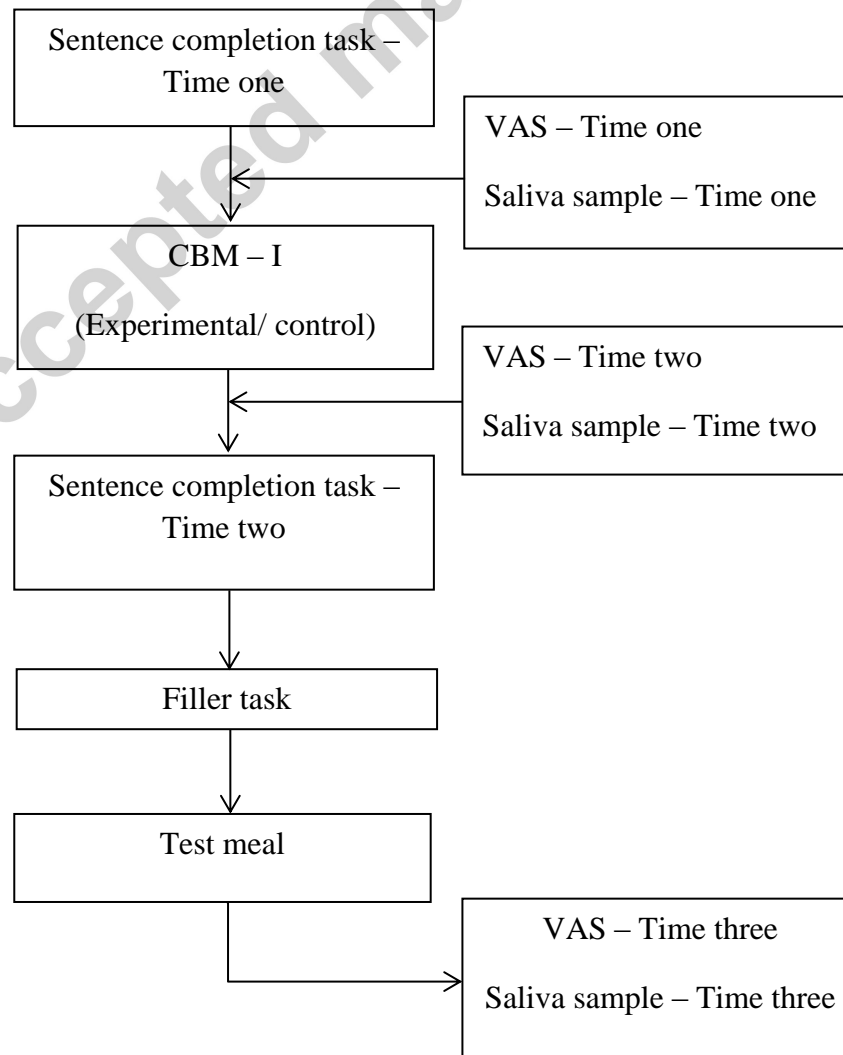 Sentence completion task –
Time one
VAS – Time one
Saliva sample – Time one
CBM – I
(Experimental/ control)
VAS – Time two
Saliva sample – Time two
Sentence completion task –
Time two
Filler task
Test meal
VAS – Time three
Saliva sample – Time three